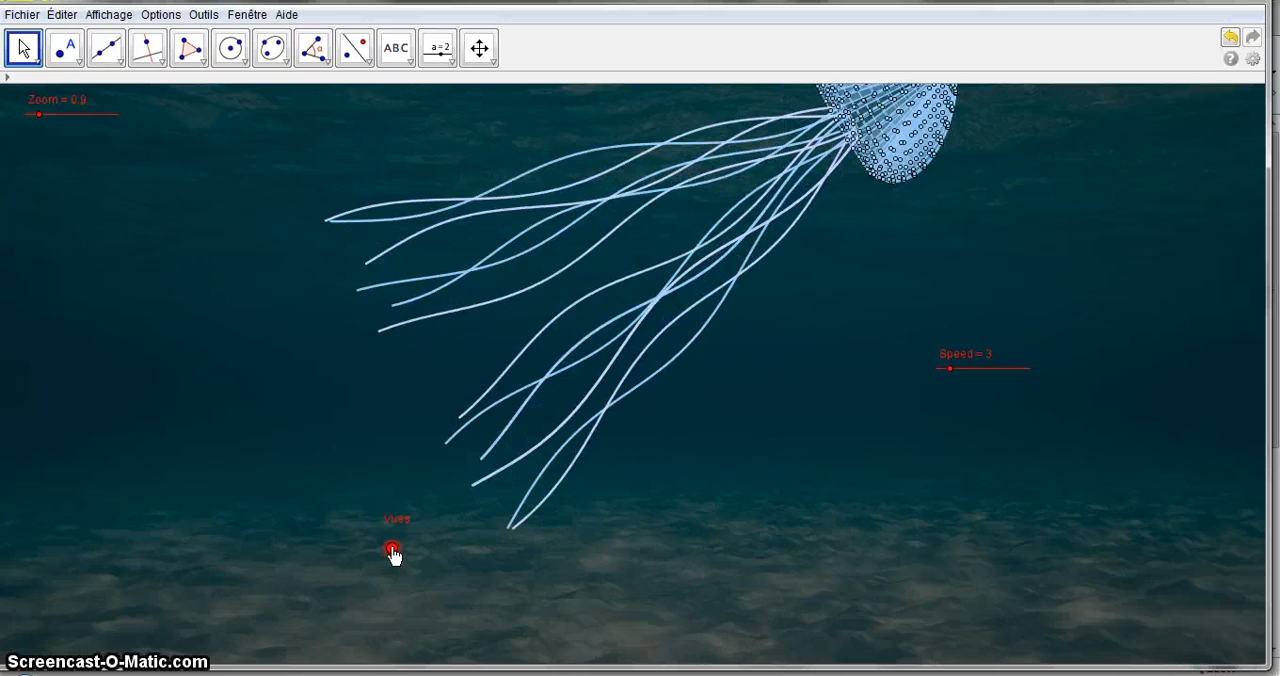 Fichier Éditer Affichage Options Outils Fenêtre Aide
A
α
ABC
a=2
?
Zoom = 0.9
Speed = 3
Vues
Screencast-O-Matic.com